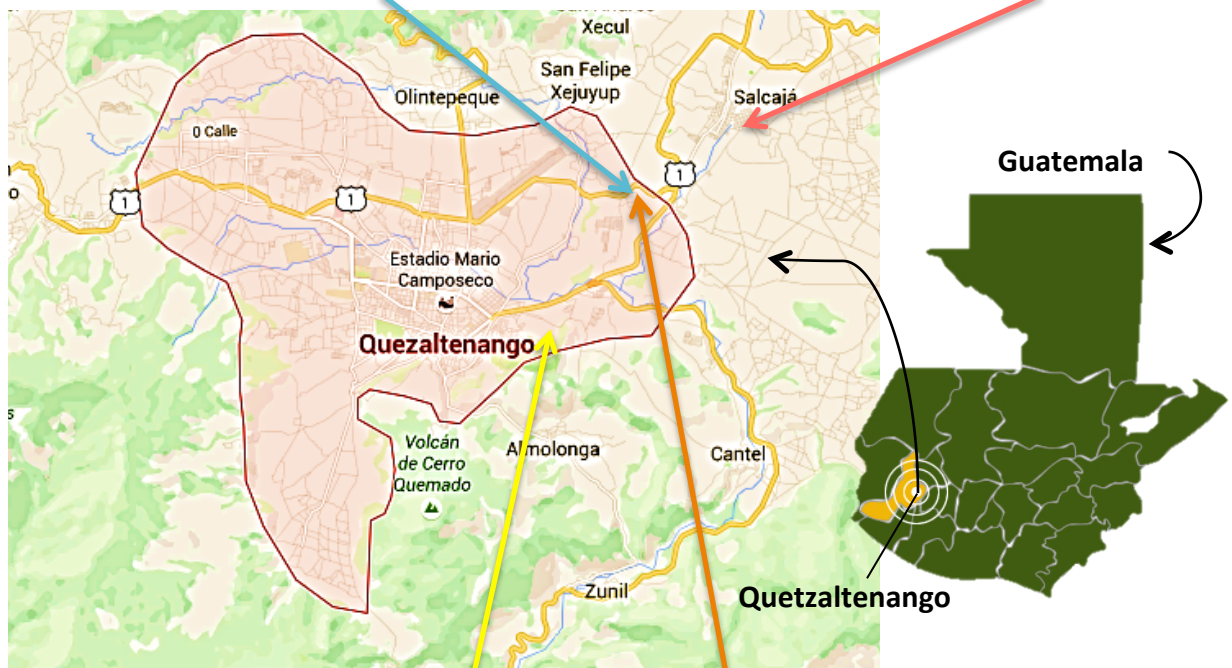 Xecul
San Felipe
Xejuyup
Olintepeque
Salcajá
0 Calle
1
1
1
Guatemala
o
Estadio Mario
Camposeco
Quezaltenango
s
Volcán
de Cerro
Quemado
Almolonga
Cantel
Zunil
Quetzaltenango